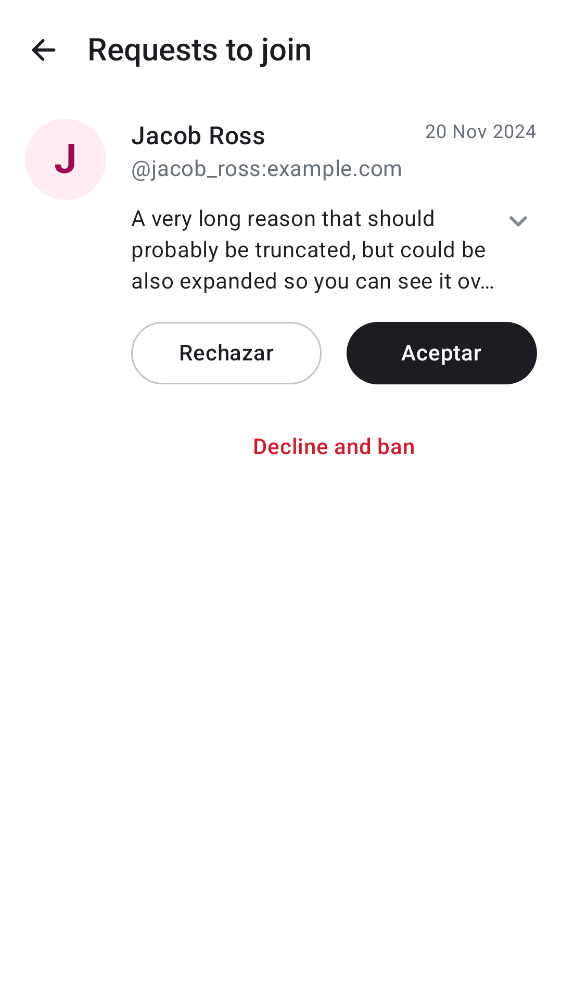 Requests to join
J
Jacob Ross
20 Nov 2024
@jacob_ross:example.com
A very long reason that should
probably be truncated, but could be
also expanded so you can see it ov…
Rechazar
Aceptar
Decline and ban